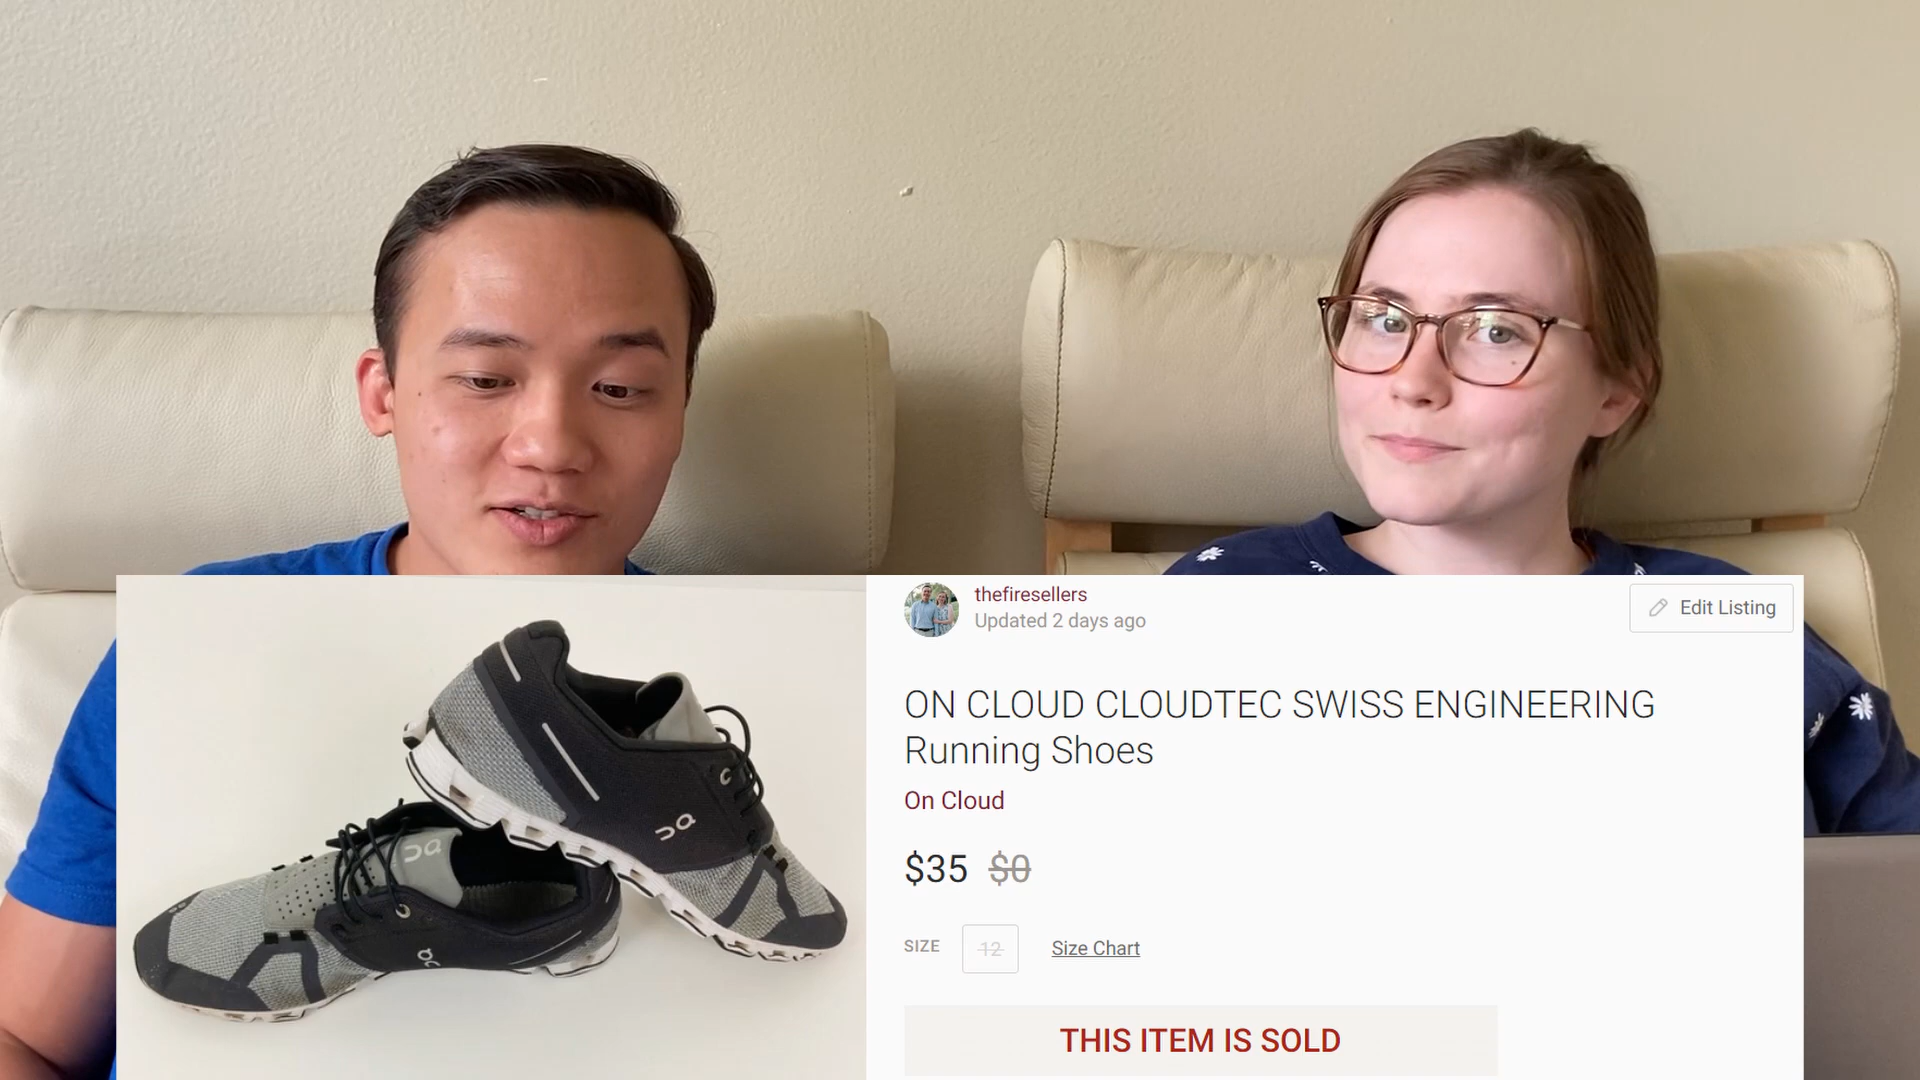 thefiresellers
Updated 2 days ago
Edit Listing
ON CLOUD CLOUDTEC SWISS ENGINEERING
Running Shoes
On Cloud
$35 $0
SIZE 12 Size Chart
THIS ITEM IS SOLD